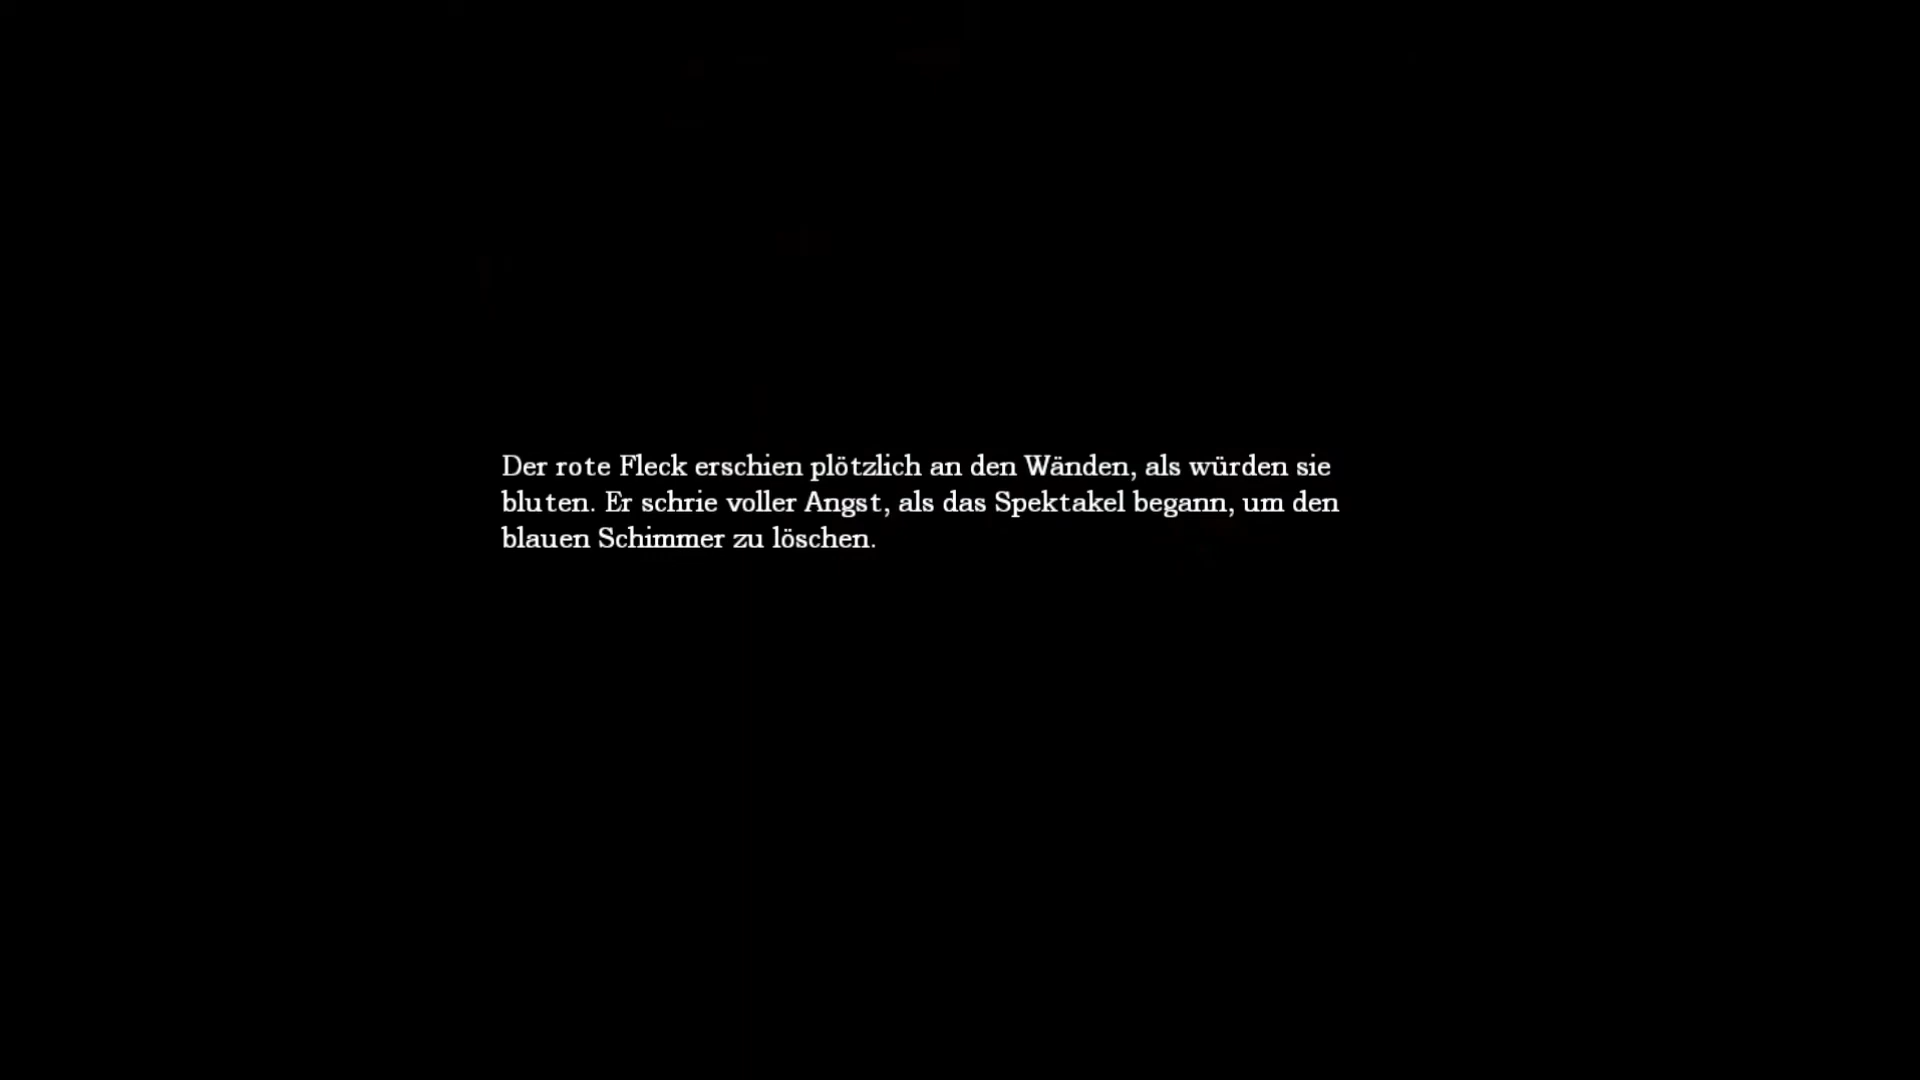 Der rote Fleck erschien plötzlich an den Wänden, als würden sie
bluten. Er schrie voller Angst, als das Spektakel begann, um den
blauen Schimmer zu löschen.